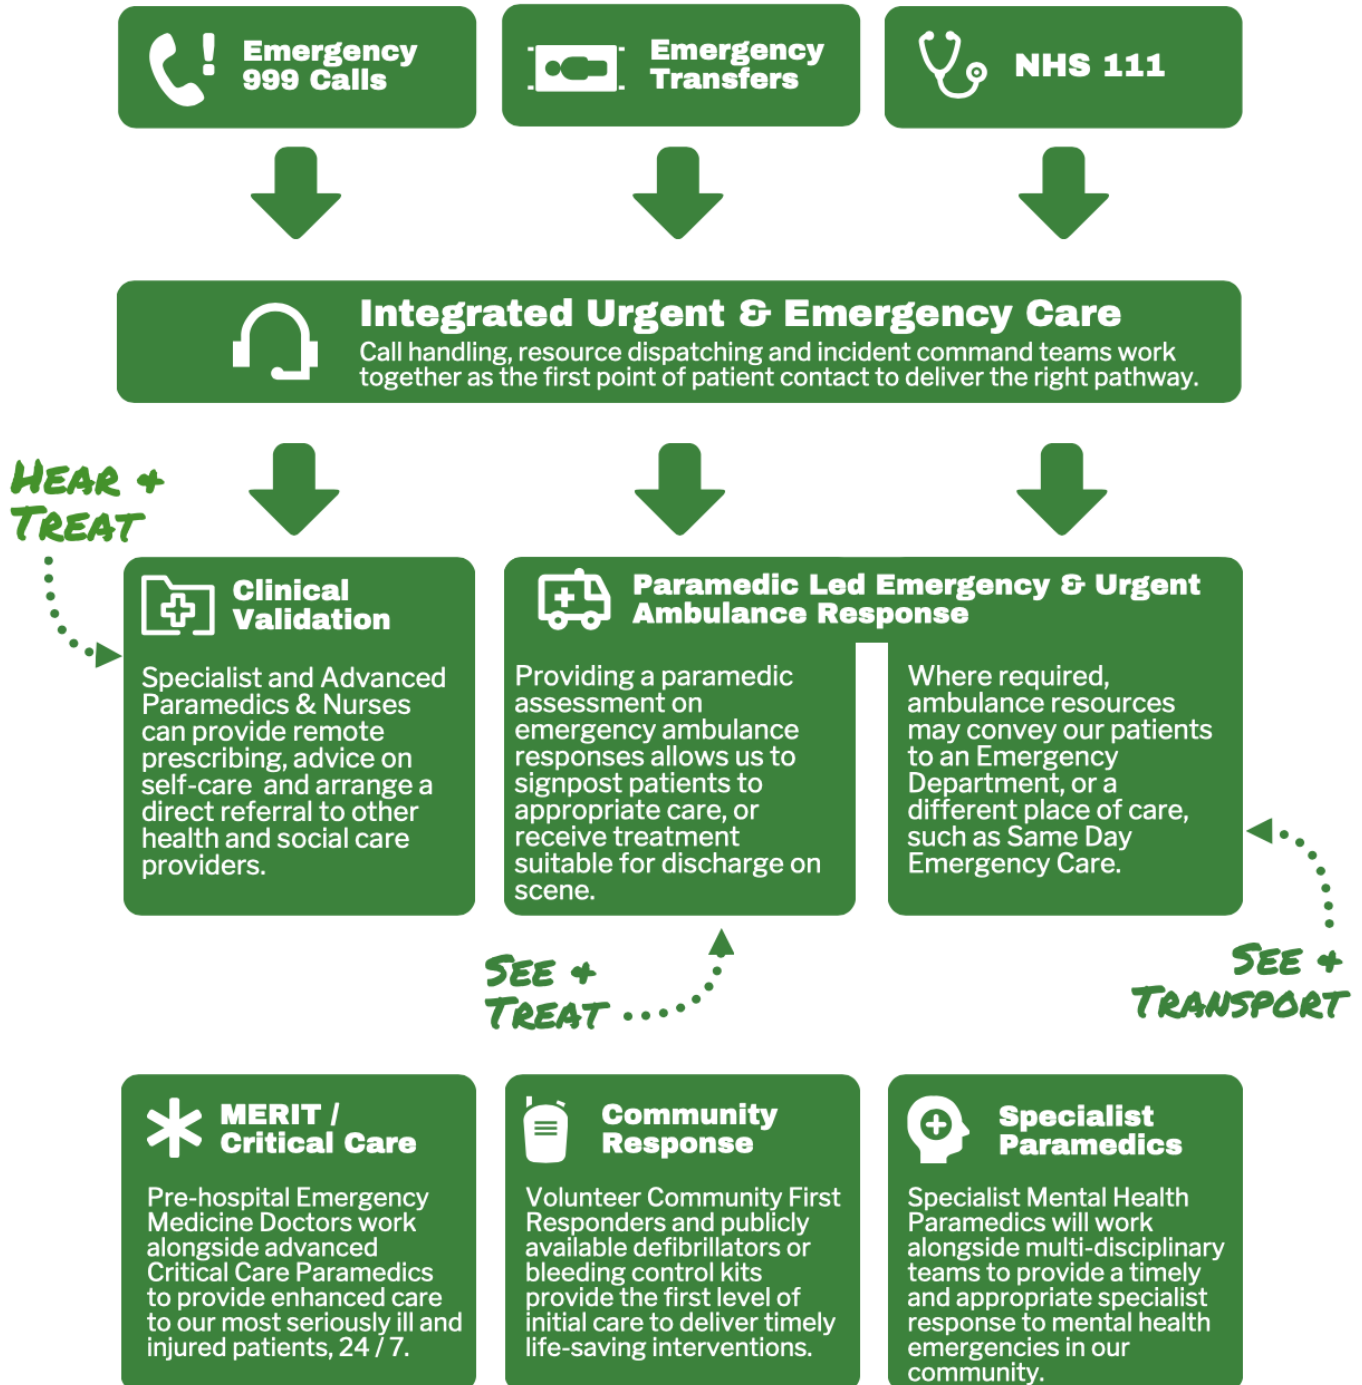 Emergency
999 Calls
Emergency
Transfers
NHS 111
Integrated Urgent & Emergency Care
Call handling, resource dispatching and incident command teams work
together as the first point of patient contact to deliver the right pathway.
HEAR +
TREAT
Clinical
Validation
Specialist and Advanced
Paramedics & Nurses
can provide remote
prescribing, advice on
self-care and arrange a
direct referral to other
health and social care
providers.
Paramedic Led Emergency & Urgent
Ambulance Response
Providing a paramedic
assessment on
emergency ambulance
responses allows us to
signpost patients to
appropriate care, or
receive treatment
suitable for discharge on
scene.
Where required,
ambulance resources
may convey our patients
to an Emergency
Department, or a
different place of care,
such as Same Day
Emergency Care.
SEE +
TREAT
SEE +
TRANSPORT
MERIT /
Critical Care
Pre-hospital Emergency
Medicine Doctors work
alongside advanced
Critical Care Paramedics
to provide enhanced care
to our most seriously ill and
injured patients, 24 / 7.
Community
Response
Volunteer Community First
Responders and publicly
available defibrillators or
bleeding control kits
provide the first level of
initial care to deliver timely
life-saving interventions.
Specialist
Paramedics
Specialist Mental Health
Paramedics will work
alongside multi-disciplinary
teams to provide a timely
and appropriate specialist
response to mental health
emergencies in our
community.